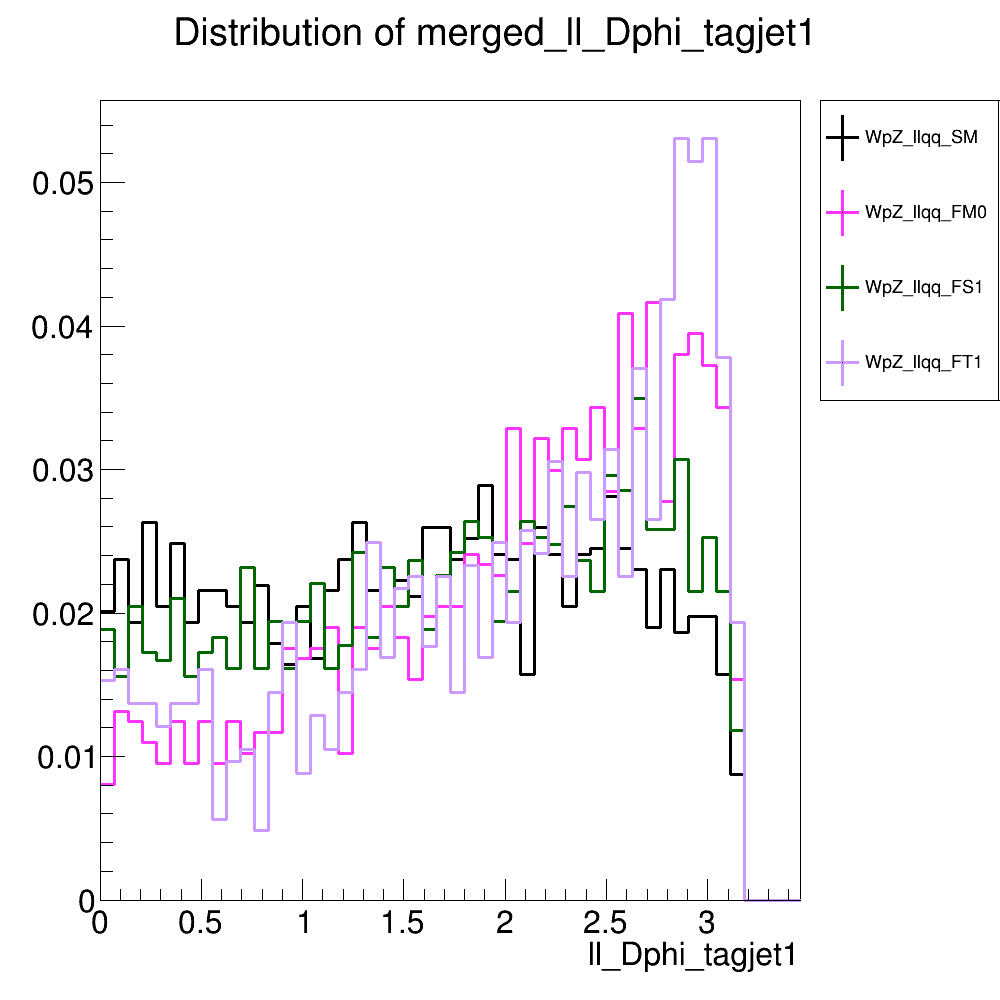 Distribution of merged_ll_Dphi_tagjet1
WpZ_llqq_SM
WpZ_llqq_FM0
WpZ_llqq_FS1
WpZ_llqq_FT1
0.05
0.04
0.03
0.02
0.01
0
0 0.5 1 1.5 2 2.5 3
ll_Dphi_tagjet1